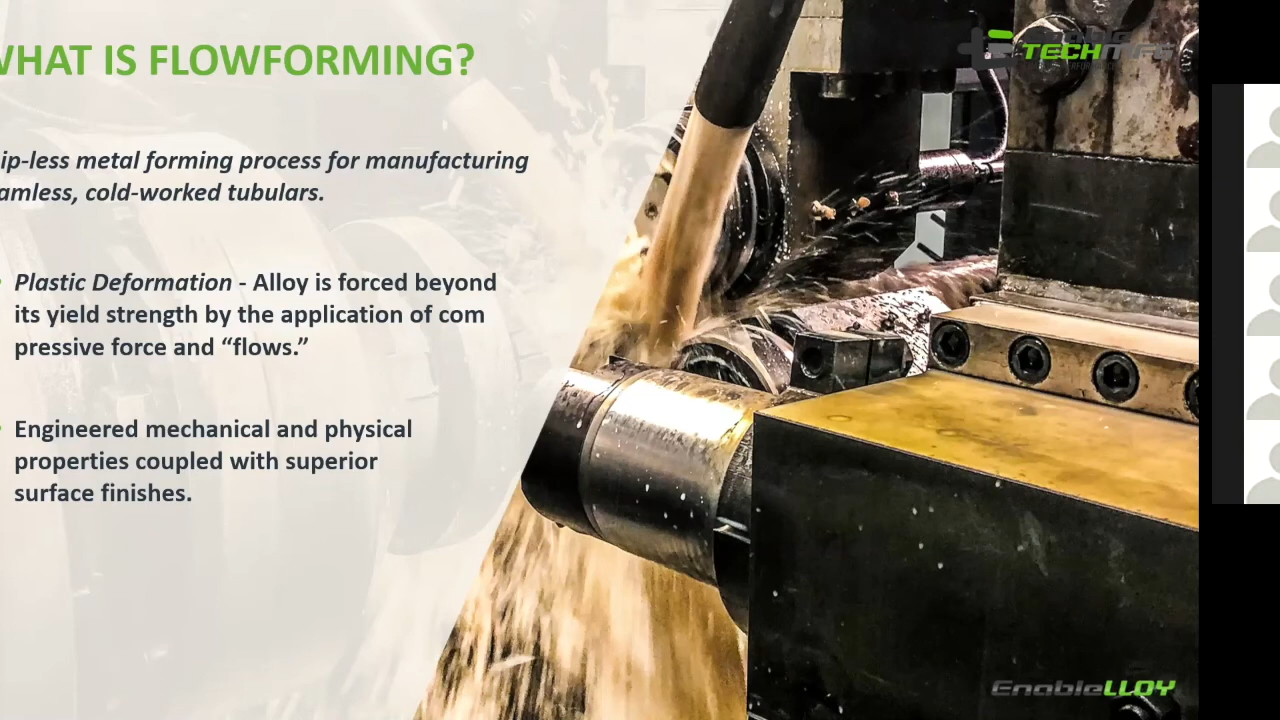 WHAT IS FLOWFORMING?
TECHMFG
ip-less metal forming process for manufacturing
amless, cold-worked tubulars.
Plastic Deformation - Alloy is forced beyond
its yield strength by the application of com
pressive force and “flows.”
Engineered mechanical and physical
properties coupled with superior
surface finishes.
EnableLLOY